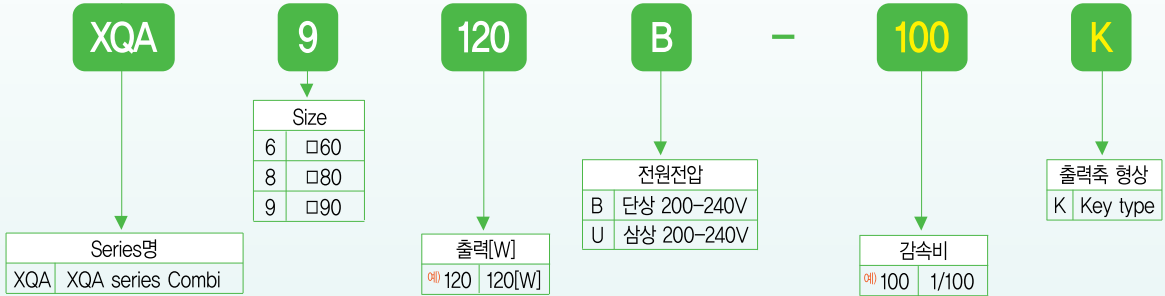 XQA 9 120 B - 100 K
Size
6 □60
8 □80
9 □90
전원전압
B 단상 200-240V
U 삼상 200-240V
출력축 형상
K Key type
Series명
XQA XQA series Combi
출력[W]
예) 120 120[W]
감속비
예) 100 1/100